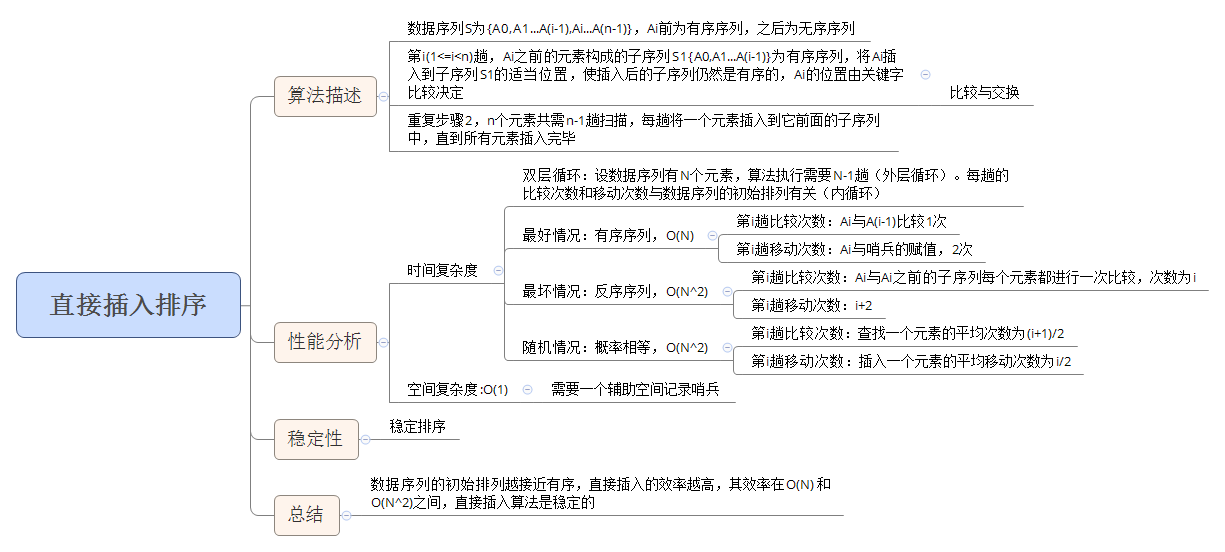 直接插入排序
算法描述
数据序列S为{A0,A1...A(i-1),Ai...A(n-1)}，Ai前为有序序列，之后为无序序列
第i(1<=i<n)趟，Ai之前的元素构成的子序列S1{A0,A1...A(i-1)}为有序序列，将Ai插
入到子序列S1的适当位置，使插入后的子序列仍然是有序的，Ai的位置由关键字
比较决定
比较与交换
重复步骤2，n个元素共需n-1趟扫描，每趟将一个元素插入到它前面的子序列
中，直到所有元素插入完毕
性能分析
时间复杂度
双层循环：设数据序列有N个元素，算法执行需要N-1趟（外层循环）。每趟的
比较次数和移动次数与数据序列的初始排列有关（内循环）
最好情况：有序序列，O(N)
第i趟比较次数：Ai与A(i-1)比较1次
第i趟移动次数：Ai与哨兵的赋值，2次
最坏情况：反序序列，O(N^2)
第i趟比较次数：Ai与Ai之前的子序列每个元素都进行一次比较，次数为i
第i趟移动次数：i+2
随机情况：概率相等，O(N^2)
第i趟比较次数：查找一个元素的平均次数为(i+1)/2
第i趟移动次数：插入一个元素的平均移动次数为i/2
空间复杂度:O(1)
需要一个辅助空间记录哨兵
稳定性
稳定排序
总结
数据序列的初始排列越接近有序，直接插入的效率越高，其效率在O(N) 和
O(N^2)之间，直接插入算法是稳定的